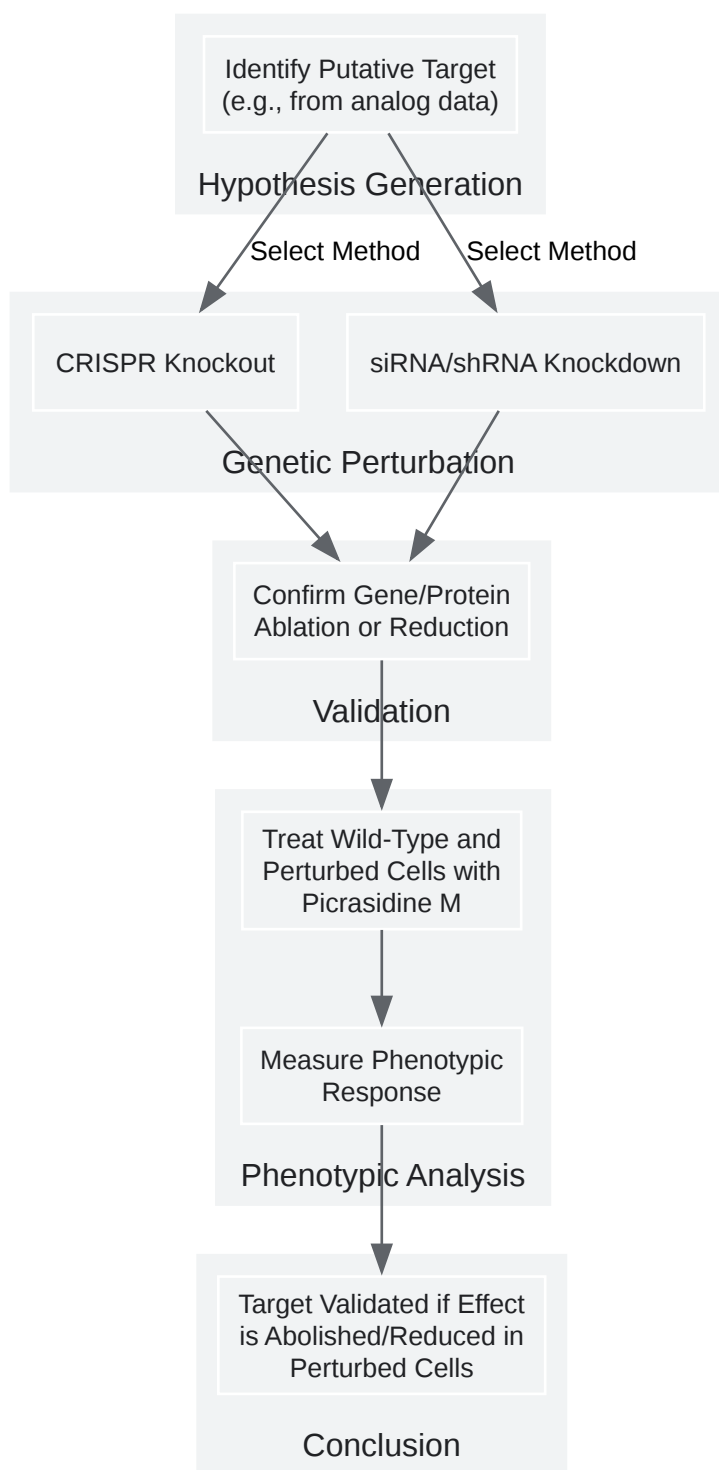 Identify Putative Target
(e.g., from analog data)
Hypothesis Generation
Select Method
Select Method
CRISPR Knockout
siRNA/shRNA Knockdown
Genetic Perturbation
Confirm Gene/Protein
Ablation or Reduction
Validation
Treat Wild-Type and
Perturbed Cells with
Picrasidine M
Measure Phenotypic
Response
Phenotypic Analysis
Target Validated if Effect
is Abolished/Reduced in
Perturbed Cells
Conclusion